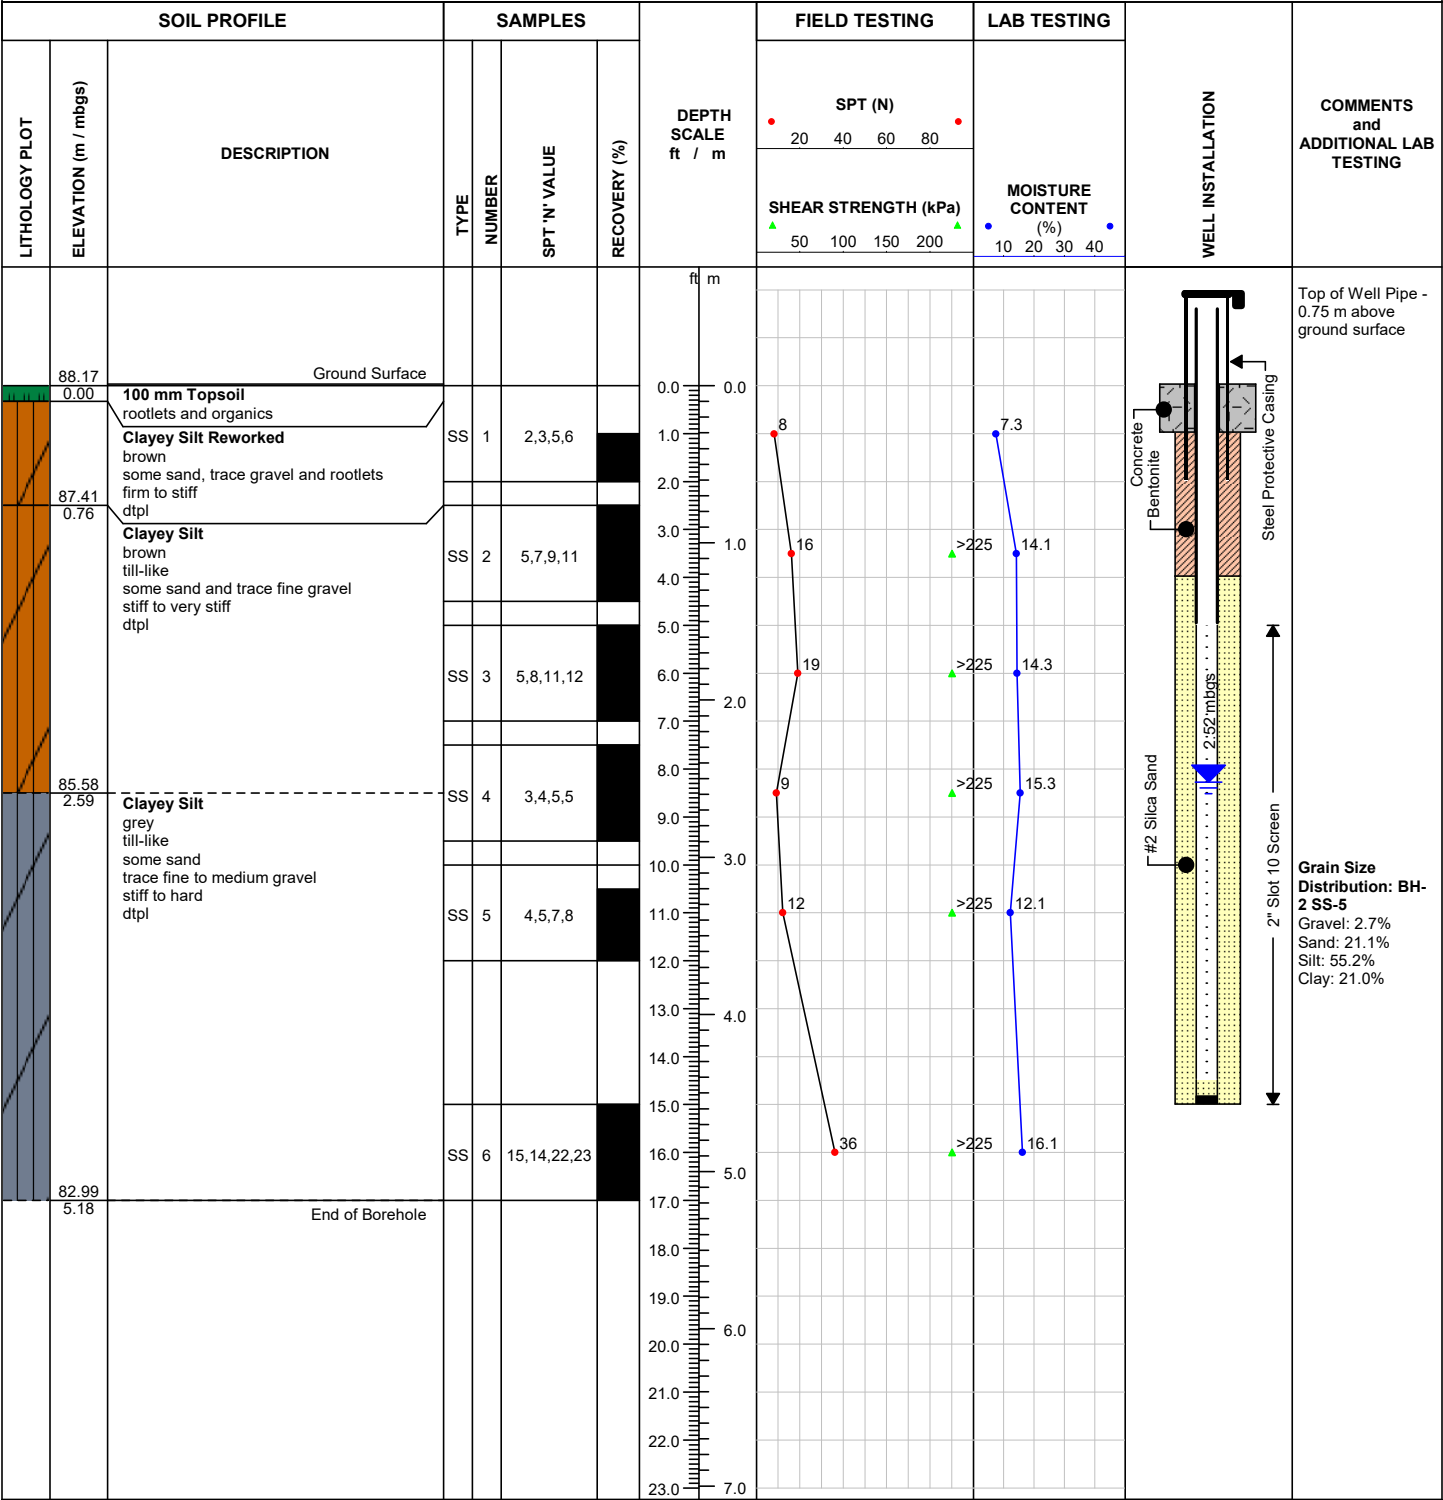 SOIL PROFILE
SAMPLES
FIELD TESTING
LAB TESTING
LITHOLOGY PLOT
ELEVATION (m / mbgs)
DESCRIPTION
TYPE
NUMBER
SPT 'N' VALUE
RECOVERY (%)
DEPTH
SCALE
ft / m
SPT (N)
20 40 60 80
SHEAR STRENGTH (kPa)
50 100 150 200
MOISTURE
CONTENT
(%)
10 20 30 40
WELL INSTALLATION
COMMENTS
and
ADDITIONAL LAB
TESTING
ft m
88.17
0.00
Ground Surface
100 mm Topsoil
rootlets and organics
Clayey Silt Reworked
brown
some sand, trace gravel and rootlets
firm to stiff
dtpl
87.41
0.76
Clayey Silt
brown
till-like
some sand and trace fine gravel
stiff to very stiff
dtpl
85.58
2.59
Clayey Silt
grey
till-like
some sand
trace fine to medium gravel
stiff to hard
dtpl
82.99
5.18
End of Borehole
SS 1 2,3,5,6
SS 2 5,7,9,11
SS 3 5,8,11,12
SS 4 3,4,5,5
SS 5 4,5,7,8
SS 6 15,14,22,23
0.0
1.0
2.0
3.0
4.0
5.0
6.0
7.0
8.0
9.0
10.0
11.0
12.0
13.0
14.0
15.0
16.0
17.0
18.0
19.0
20.0
21.0
22.0
23.0
0.0
1.0
2.0
3.0
4.0
5.0
6.0
7.0
8
16
19
9
12
36
>225
>225
>225
>225
>225
7.3
14.1
14.3
15.3
12.1
16.1
Concrete
Bentonite
Steel Protective Casing
2.52 mbgs
#2 Silca Sand
2" Slot 10 Screen
Top of Well Pipe -
0.75 m above
ground surface
Grain Size
Distribution: BH-
2 SS-5
Gravel: 2.7%
Sand: 21.1%
Silt: 55.2%
Clay: 21.0%